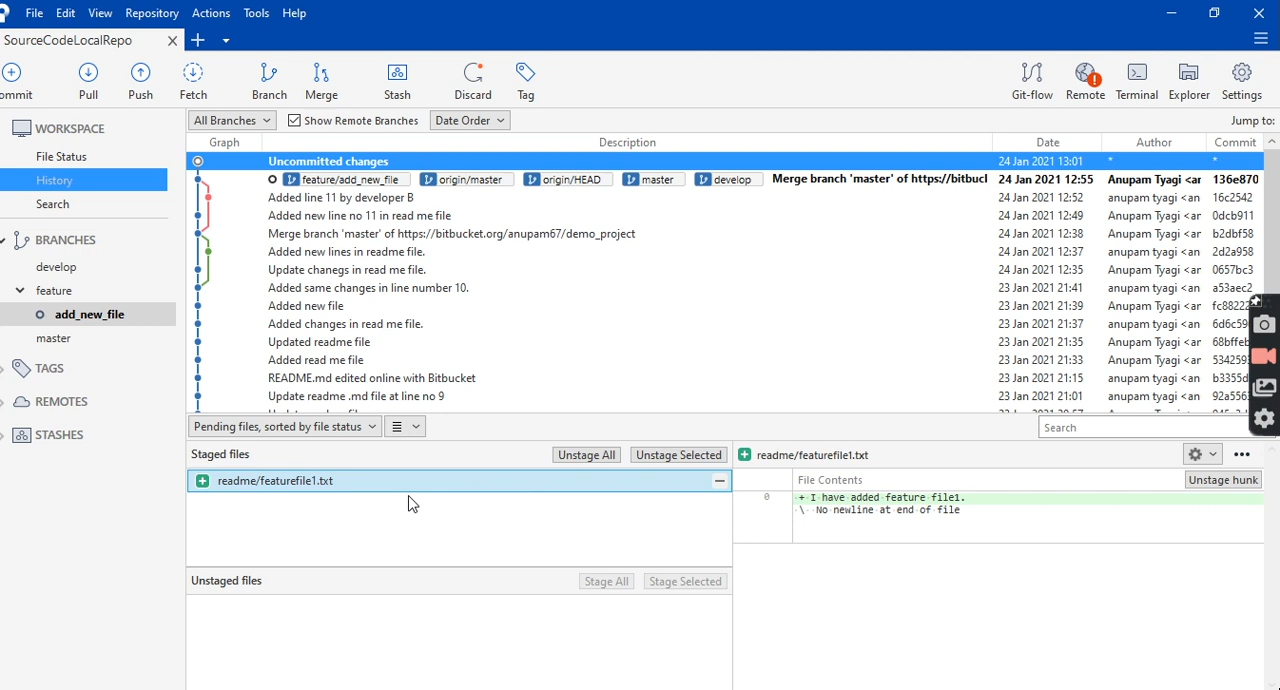 File Edit View Repository Actions Tools Help
SourceCodeLocalRepo
ommit Pull Push Fetch Branch Merge Stash Discard Tag Git-flow Remote Terminal Explorer Settings
WORKSPACE
File Status
History
Search
BRANCHES
develop
feature
add_new_file
master
TAGS
REMOTES
STASHES
All Branches Show Remote Branches Date Order Jump to:
Graph Description Date Author Commit
Uncommitted changes 24 Jan 2021 13:01 * *
feature/add_new_file origin/master origin/HEAD master develop Merge branch 'master' of https://bitbucl 24 Jan 2021 12:55 Anupam Tyagi <ar 136e870
Added line 11 by developer B 24 Jan 2021 12:52 anupam tyagi <an 16c2542
Added new line no 11 in read me file 24 Jan 2021 12:49 Anupam Tyagi <ar 0dcb911
Merge branch 'master' of https://bitbucket.org/anupam67/demo_project 24 Jan 2021 12:38 Anupam Tyagi <ar b2dbf58
Added new lines in readme file. 24 Jan 2021 12:37 anupam tyagi <an 2d2a958
Update chanegs in read me file. 24 Jan 2021 12:35 Anupam Tyagi <ar 0657bc3
Added same changes in line number 10. 23 Jan 2021 21:41 anupam tyagi <an a53aec2
Added new file 23 Jan 2021 21:39 Anupam Tyagi <ar fc88222
Added changes in read me file. 23 Jan 2021 21:37 anupam tyagi <an 6d6c59
Updated readme file 23 Jan 2021 21:35 Anupam Tyagi <ar 68bffeb
Added read me file 23 Jan 2021 21:33 Anupam Tyagi <ar 534259
README.md edited online with Bitbucket 23 Jan 2021 21:15 anupam tyagi <an b3355d
Update readme .md file at line no 9 23 Jan 2021 21:01 anupam tyagi <an 92a556
Pending files, sorted by file status Search
Staged files Unstage All Unstage Selected
readme/featurefile1.txt
Unstaged files Stage All Stage Selected
readme/featurefile1.txt
File Contents Unstage hunk
0 + I have added feature file1.
\ No newline at end of file